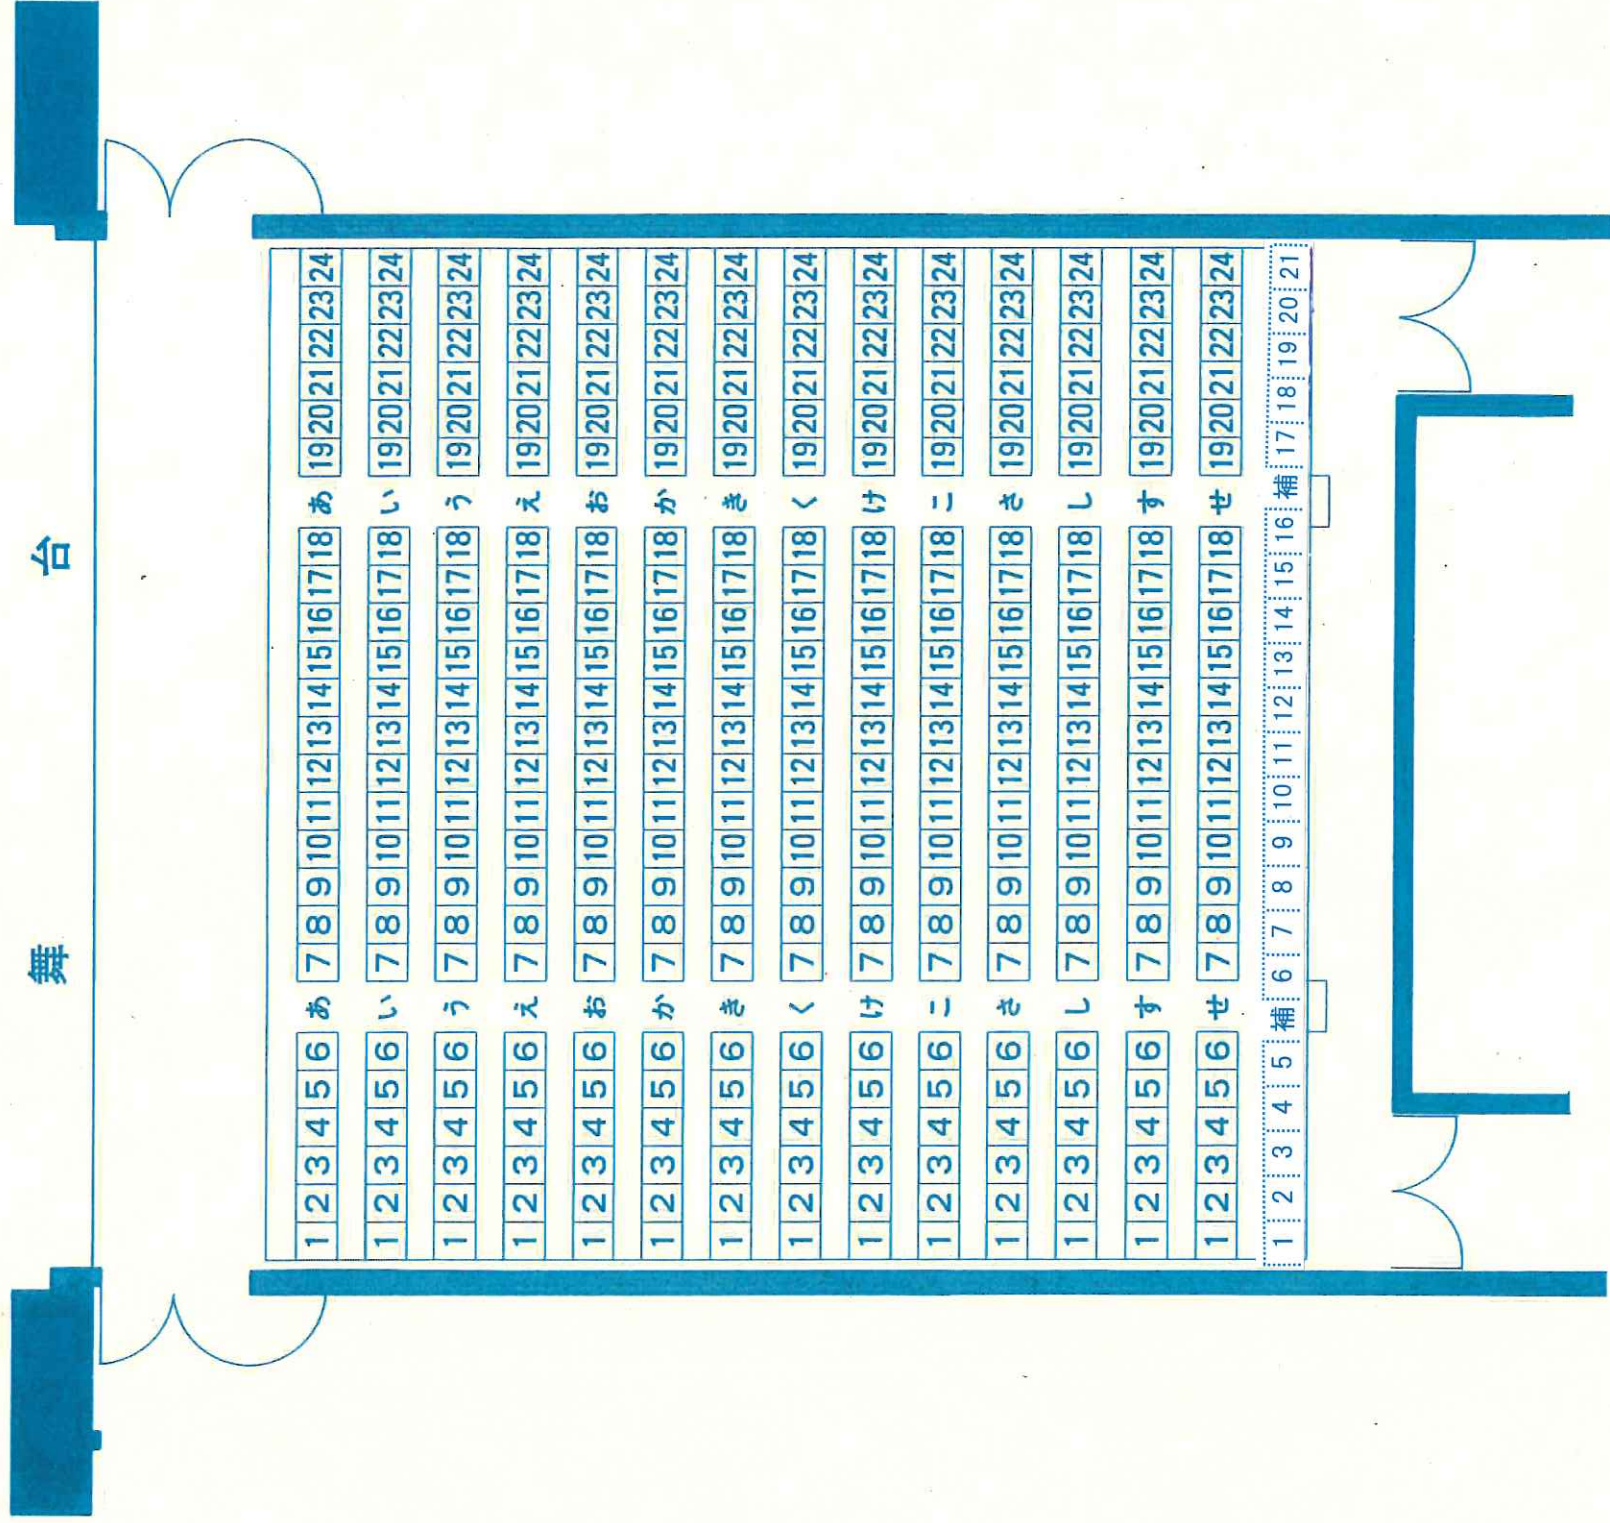 舞台
1 2 3 4 5 6 あ 7 8 9 10 11 12 13 14 15 16 17 18 あ 19 20 21 22 23 24
1 2 3 4 5 6 い 7 8 9 10 11 12 13 14 15 16 17 18 い 19 20 21 22 23 24
1 2 3 4 5 6 う 7 8 9 10 11 12 13 14 15 16 17 18 う 19 20 21 22 23 24
1 2 3 4 5 6 え 7 8 9 10 11 12 13 14 15 16 17 18 え 19 20 21 22 23 24
1 2 3 4 5 6 お 7 8 9 10 11 12 13 14 15 16 17 18 お 19 20 21 22 23 24
1 2 3 4 5 6 か 7 8 9 10 11 12 13 14 15 16 17 18 か 19 20 21 22 23 24
1 2 3 4 5 6 き 7 8 9 10 11 12 13 14 15 16 17 18 き 19 20 21 22 23 24
1 2 3 4 5 6 く 7 8 9 10 11 12 13 14 15 16 17 18 く 19 20 21 22 23 24
1 2 3 4 5 6 け 7 8 9 10 11 12 13 14 15 16 17 18 け 19 20 21 22 23 24
1 2 3 4 5 6 こ 7 8 9 10 11 12 13 14 15 16 17 18 こ 19 20 21 22 23 24
1 2 3 4 5 6 さ 7 8 9 10 11 12 13 14 15 16 17 18 さ 19 20 21 22 23 24
1 2 3 4 5 6 し 7 8 9 10 11 12 13 14 15 16 17 18 し 19 20 21 22 23 24
1 2 3 4 5 6 す 7 8 9 10 11 12 13 14 15 16 17 18 す 19 20 21 22 23 24
1 2 3 4 5 6 せ 7 8 9 10 11 12 13 14 15 16 17 18 せ 19 20 21 22 23 24
1 2 3 4 5 補 6 7 8 9 10 11 12 13 14 15 16 補 17 18 19 20 21